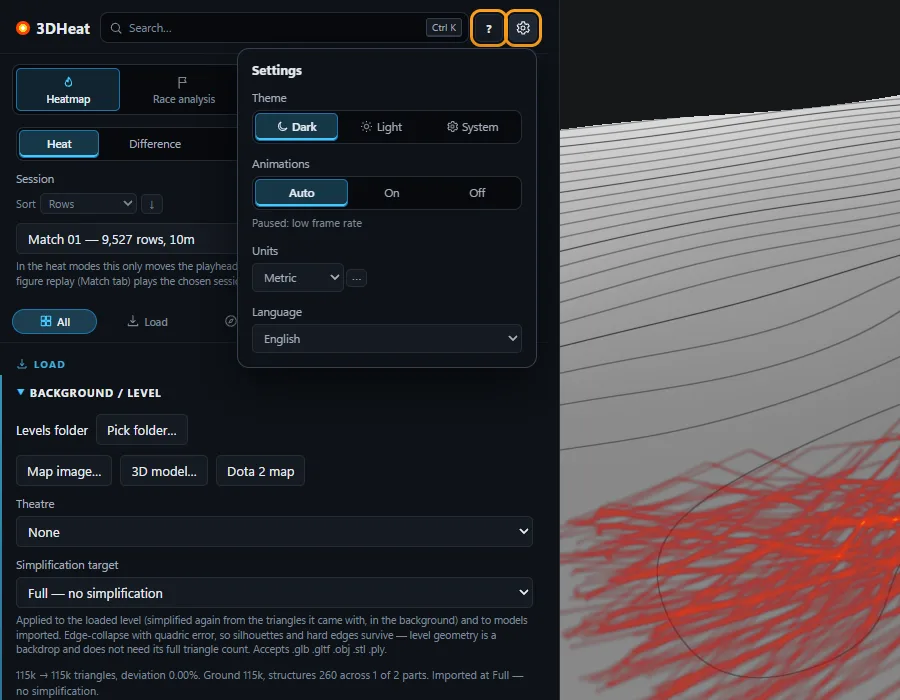 3DHeat
Search...
Ctrl K
?
Heatmap
Race analysis
Heat
Difference
Session
Sort
Rows
↓
Match 01 — 9,527 rows, 10m
In the heat modes this only moves the playhead
figure replay (Match tab) plays the chosen
Settings
Theme
Dark
Light
System
Animations
Auto
On
Off
Paused: low frame rate
Units
Metric
...
Language
English
All
Load
LOAD
BACKGROUND / LEVEL
Levels folder
Pick folder...
Map image...
3D model...
Dota 2 map
Theatre
None
Simplification target
Full — no simplification
Applied to the loaded level (simplified again from the triangles it came with, in the background) and to models
imported. Edge-collapse with quadric error, so silhouettes and hard edges survive — level geometry is a
backdrop and does not need its full triangle count. Accepts .glb .gltf .obj .stl .ply.
115k → 115k triangles, deviation 0.00%. Ground 115k, structures 260 across 1 of 2 parts. Imported at Full —
no simplification.